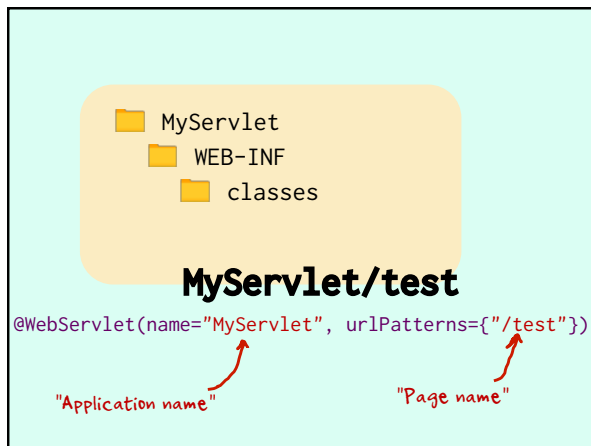 MyServlet
WEB-INF
classes
MyServlet/test
@WebServlet(name="MyServlet", urlPatterns={"/test"})
"Application name"
"Page name"